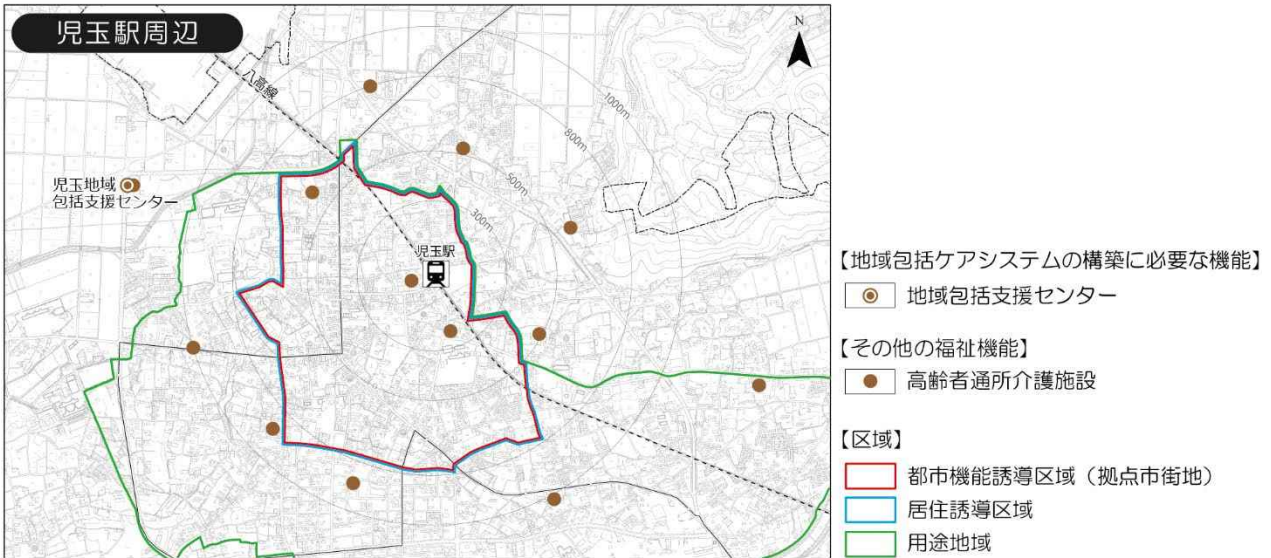 児玉駅周辺
N
八高線
1000m
800m
500m
300m
児玉地域
包括支援センター
児玉駅
【地域包括ケアシステムの構築に必要な機能】
地域包括支援センター
【その他の福祉機能】
高齢者通所介護施設
【区域】
都市機能誘導区域（拠点市街地）
居住誘導区域
用途地域